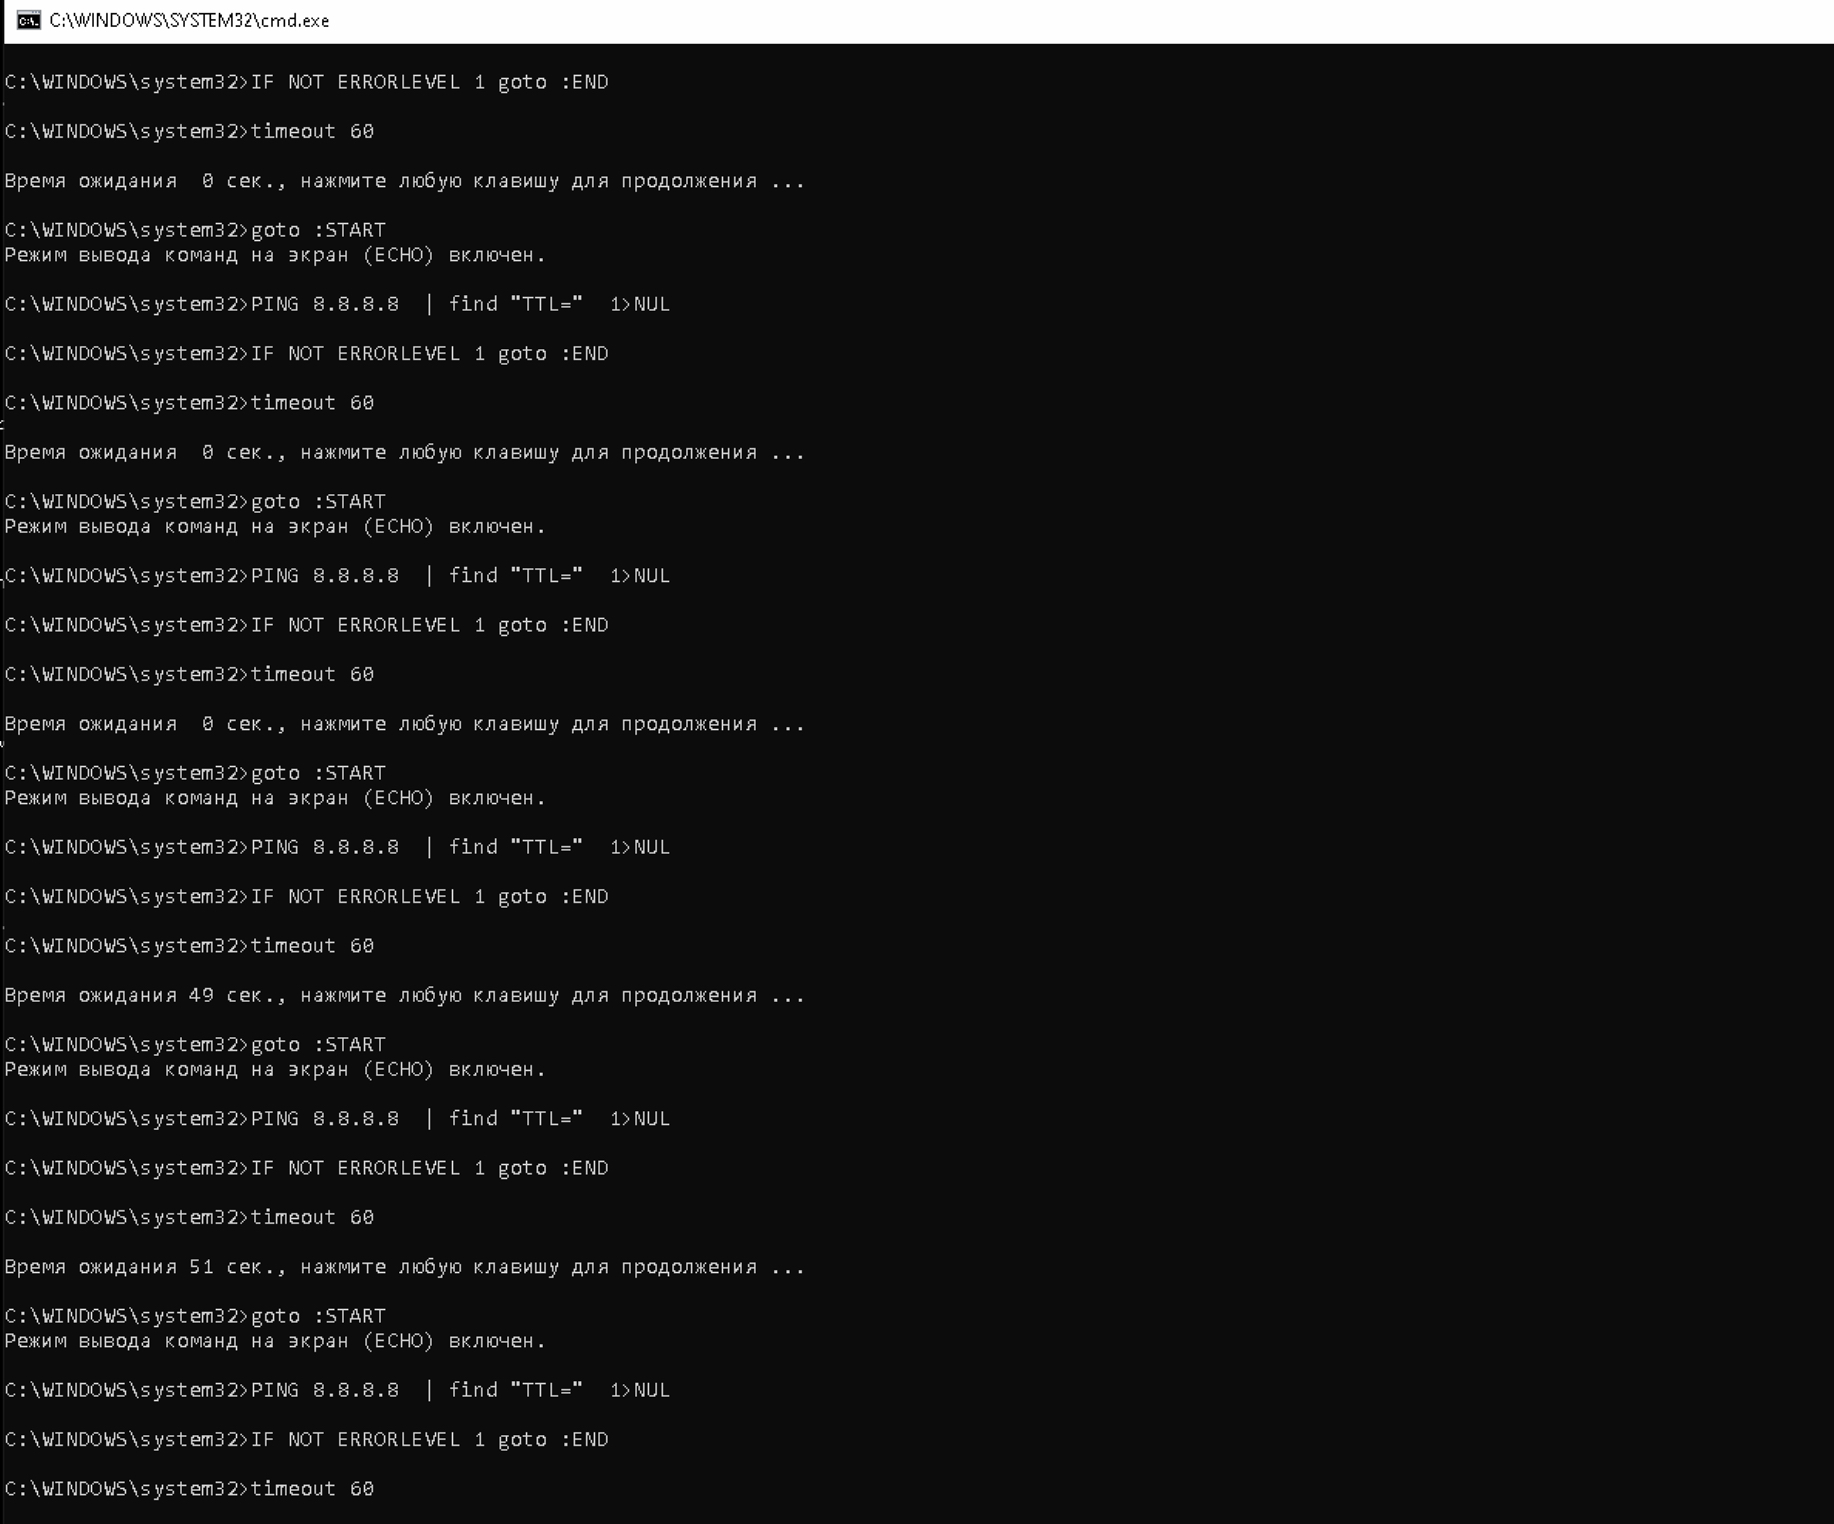 C:\WINDOWS\SYSTEM32\cmd.exe
C:\WINDOWS\system32>IF NOT ERRORLEVEL 1 goto :END
C:\WINDOWS\system32>timeout 60
Время ожидания  0 сек., нажмите любую клавишу для продолжения ...
C:\WINDOWS\system32>goto :START
Режим вывода команд на экран (ECHO) включен.
C:\WINDOWS\system32>PING 8.8.8.8  | find "TTL="  1>NUL
C:\WINDOWS\system32>IF NOT ERRORLEVEL 1 goto :END
C:\WINDOWS\system32>timeout 60
Время ожидания  0 сек., нажмите любую клавишу для продолжения ...
C:\WINDOWS\system32>goto :START
Режим вывода команд на экран (ECHO) включен.
C:\WINDOWS\system32>PING 8.8.8.8  | find "TTL="  1>NUL
C:\WINDOWS\system32>IF NOT ERRORLEVEL 1 goto :END
C:\WINDOWS\system32>timeout 60
Время ожидания  0 сек., нажмите любую клавишу для продолжения ...
C:\WINDOWS\system32>goto :START
Режим вывода команд на экран (ECHO) включен.
C:\WINDOWS\system32>PING 8.8.8.8  | find "TTL="  1>NUL
C:\WINDOWS\system32>IF NOT ERRORLEVEL 1 goto :END
C:\WINDOWS\system32>timeout 60
Время ожидания 49 сек., нажмите любую клавишу для продолжения ...
C:\WINDOWS\system32>goto :START
Режим вывода команд на экран (ECHO) включен.
C:\WINDOWS\system32>PING 8.8.8.8  | find "TTL="  1>NUL
C:\WINDOWS\system32>IF NOT ERRORLEVEL 1 goto :END
C:\WINDOWS\system32>timeout 60
Время ожидания 51 сек., нажмите любую клавишу для продолжения ...
C:\WINDOWS\system32>goto :START
Режим вывода команд на экран (ECHO) включен.
C:\WINDOWS\system32>PING 8.8.8.8  | find "TTL="  1>NUL
C:\WINDOWS\system32>IF NOT ERRORLEVEL 1 goto :END
C:\WINDOWS\system32>timeout 60